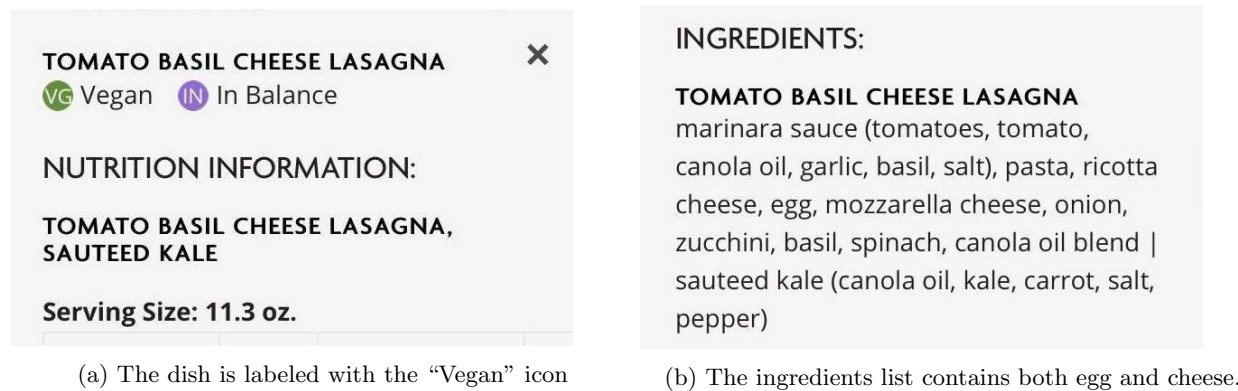 TOMATO BASIL CHEESE LASAGNA ×
VG Vegan IN In Balance
NUTRITION INFORMATION:
TOMATO BASIL CHEESE LASAGNA,
SAUTEED KALE
Serving Size: 11.3 oz.
(a) The dish is labeled with the “Vegan” icon
INGREDIENTS:
TOMATO BASIL CHEESE LASAGNA
marinara sauce (tomatoes, tomato,
canola oil, garlic, basil, salt), pasta, ricotta
cheese, egg, mozzarella cheese, onion,
zucchini, basil, spinach, canola oil blend |
sauteed kale (canola oil, kale, carrot, salt,
pepper)
(b) The ingredients list contains both egg and cheese.